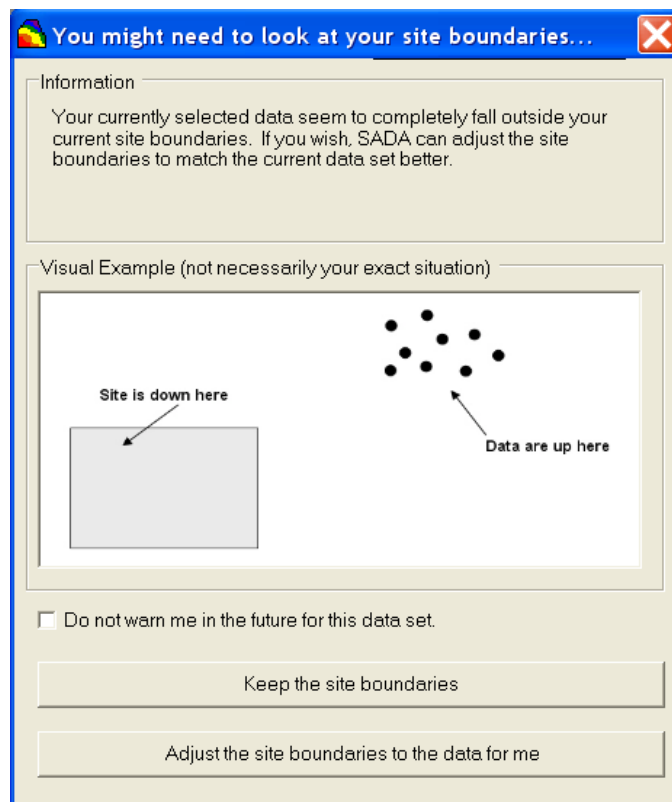 You might need to look at your site boundaries...
Information
Your currently selected data seem to completely fall outside your
current site boundaries. If you wish, SADA can adjust the site
boundaries to match the current data set better.
Visual Example (not necessarily your exact situation)
Site is down here
Data are up here
Do not warn me in the future for this data set.
Keep the site boundaries
Adjust the site boundaries to the data for me